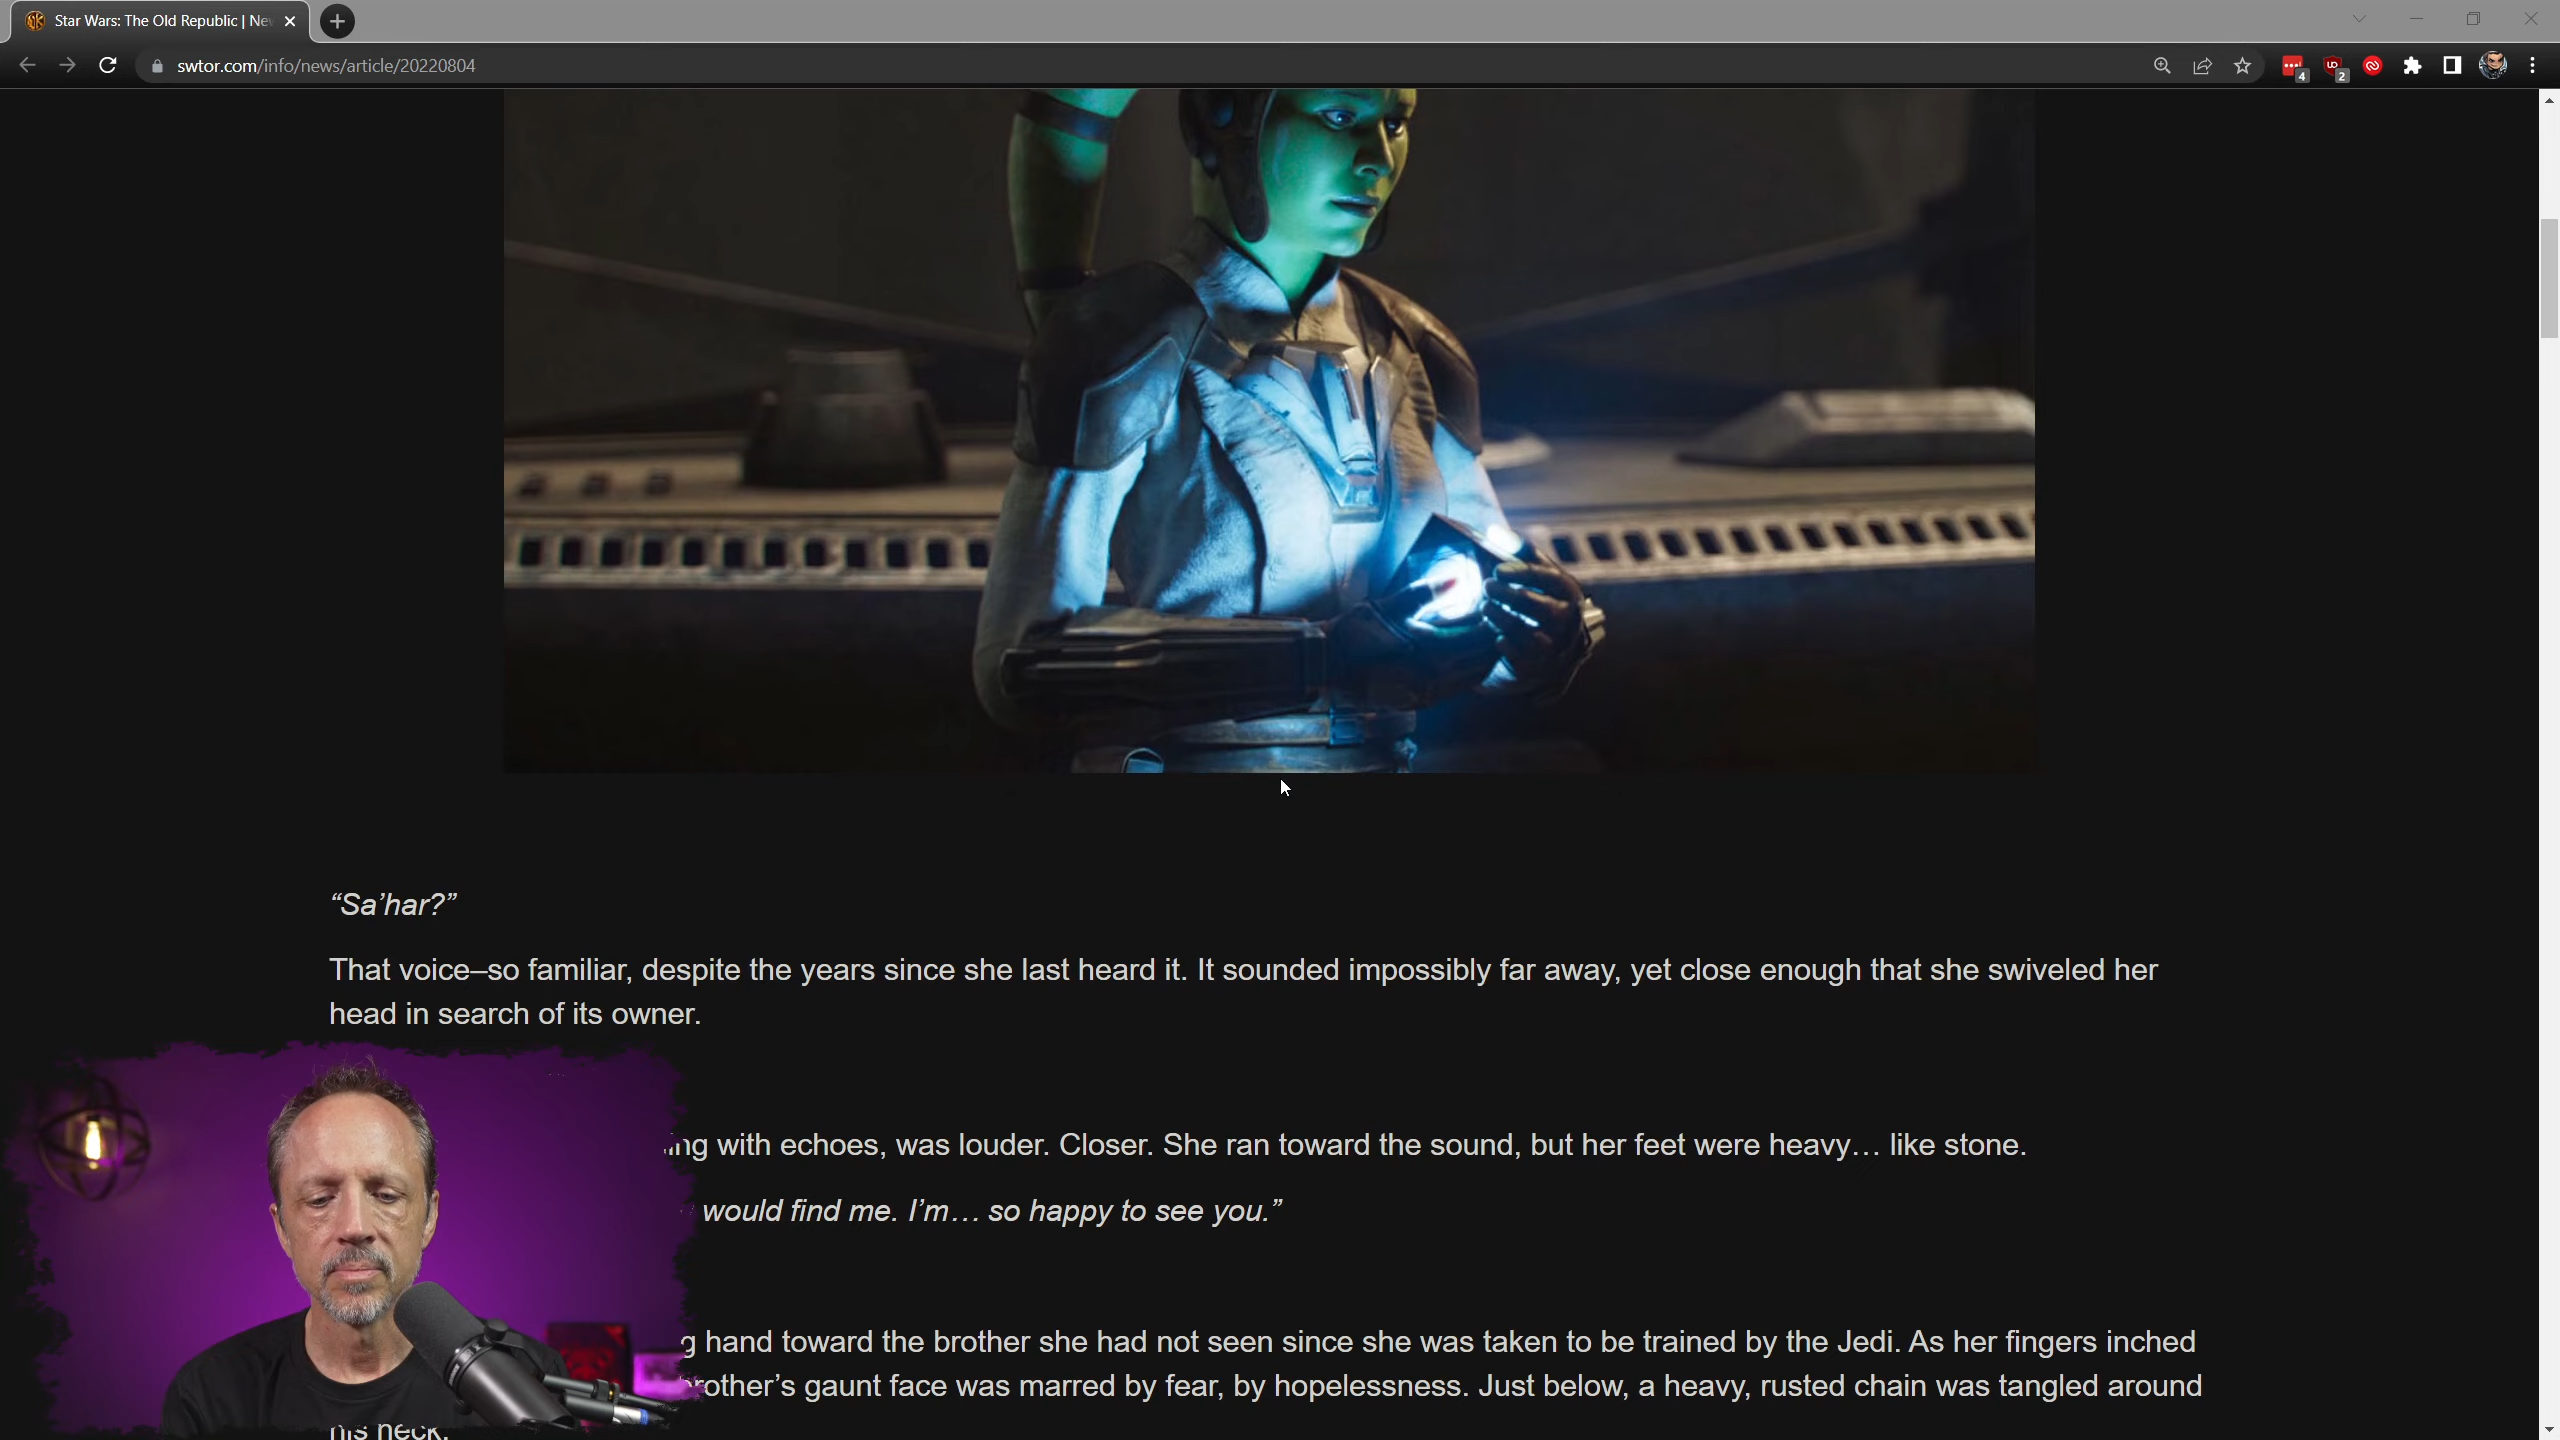 Star Wars: The Old Republic | Ne
swtor.com/info/news/article/20220804
4
2
“Sa’har?”
That voice–so familiar, despite the years since she last heard it. It sounded impossibly far away, yet close enough that she swiveled her
head in search of its owner.
with echoes, was louder. Closer. She ran toward the sound, but her feet were heavy… like stone.
would find me. I’m… so happy to see you.”
hand toward the brother she had not seen since she was taken to be trained by the Jedi. As her fingers inched
brother’s gaunt face was marred by fear, by hopelessness. Just below, a heavy, rusted chain was tangled around
his neck.